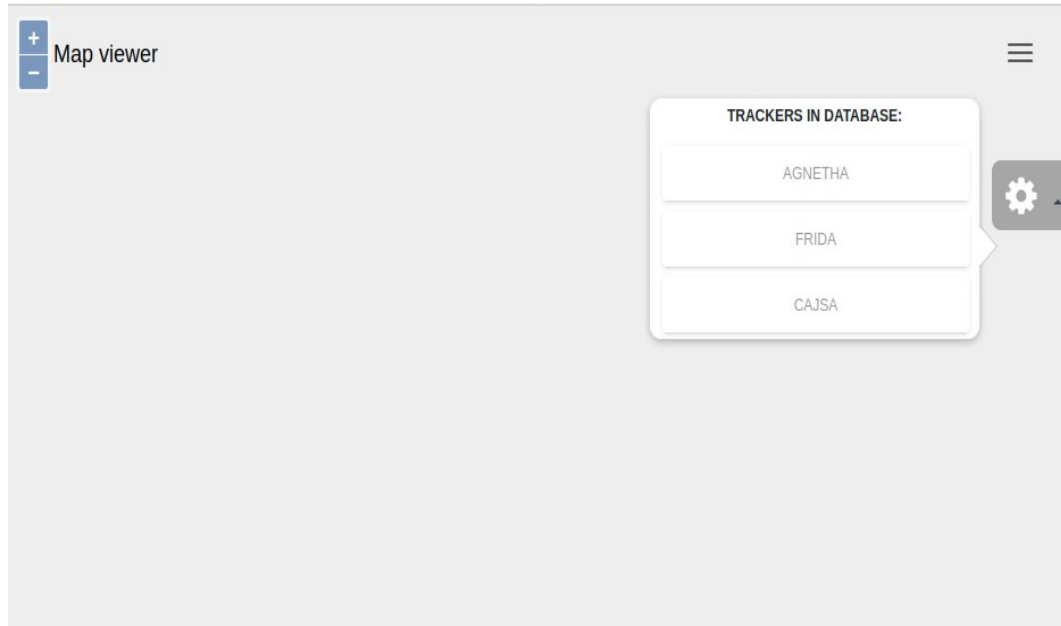 +
Map viewer
−
TRACKERS IN DATABASE:
AGNETHA
FRIDA
CAJSA